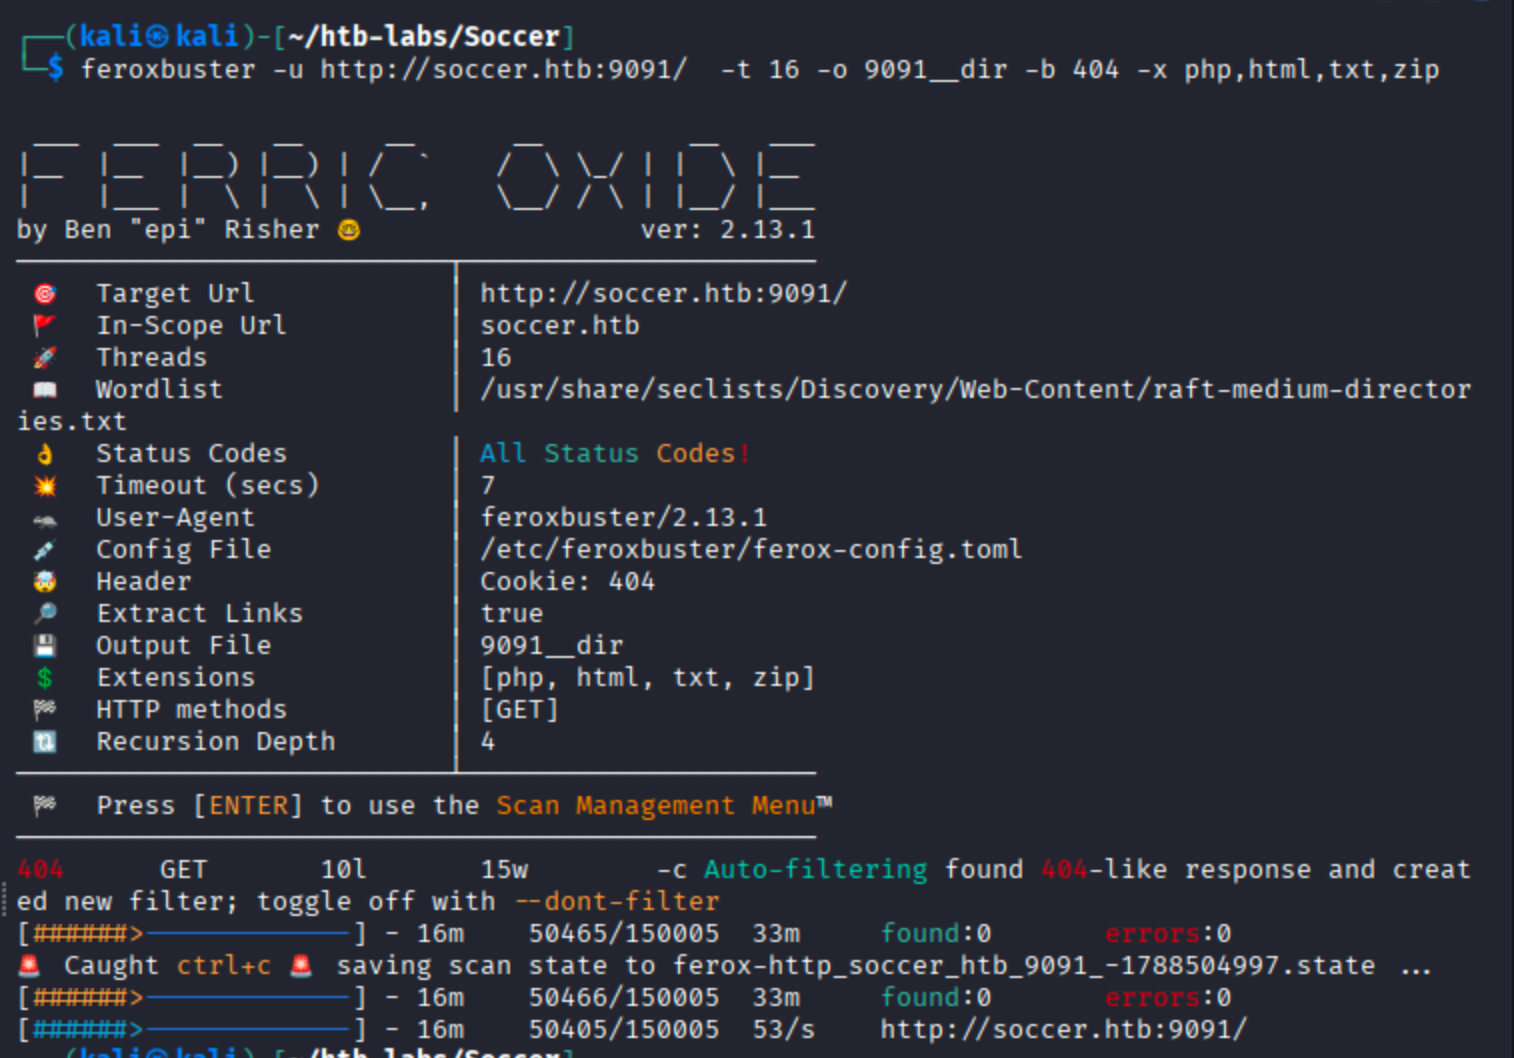 ┌──(kali㉿kali)-[~/htb-labs/Soccer]
└─$ feroxbuster -u http://soccer.htb:9091/  -t 16 -o 9091__dir -b 404 -x php,html,txt,zip
FERRIC OXIDE
by Ben "epi" Risher 🤓                 ver: 2.13.1
🎯  Target Url            │ http://soccer.htb:9091/
🚩  In-Scope Url          │ soccer.htb
🚀  Threads               │ 16
📖  Wordlist              │ /usr/share/seclists/Discovery/Web-Content/raft-medium-director
ies.txt
👌  Status Codes          │ All Status Codes!
💥  Timeout (secs)        │ 7
🦡  User-Agent            │ feroxbuster/2.13.1
💉  Config File           │ /etc/feroxbuster/ferox-config.toml
🤯  Header                │ Cookie: 404
🔎  Extract Links         │ true
💾  Output File           │ 9091__dir
💲  Extensions            │ [php, html, txt, zip]
🏁  HTTP methods          │ [GET]
🔃  Recursion Depth       │ 4
🏁  Press [ENTER] to use the Scan Management Menu™
404      GET       10l       15w        -c Auto-filtering found 404-like response and creat
ed new filter; toggle off with --dont-filter
[######>-------------] - 16m    50465/150005  33m     found:0       errors:0
🚨 Caught ctrl+c 🚨 saving scan state to ferox-http_soccer_htb_9091_-1788504997.state ...
[######>-------------] - 16m    50466/150005  33m     found:0       errors:0
[######>-------------] - 16m    50405/150005  53/s    http://soccer.htb:9091/
(kali㉿kali)-[~/htb-labs/Soccer]